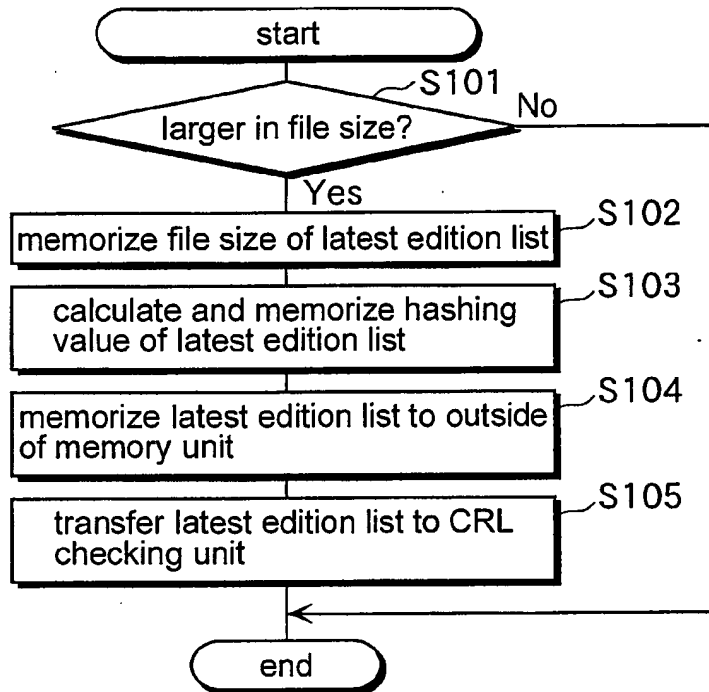 start
S101
larger in file size?
No
Yes
S102
memorize file size of latest edition list
S103
calculate and memorize hashing
value of latest edition list
S104
memorize latest edition list to outside
of memory unit
S105
transfer latest edition list to CRL
checking unit
end